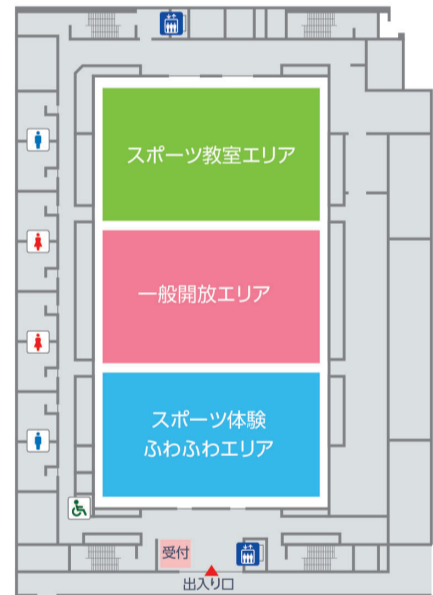 スポーツ教室エリア
一般開放エリア
スポーツ体験
ふわふわエリア
受付
出入り口